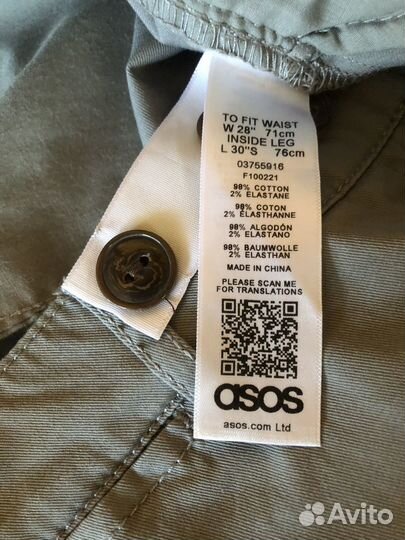 TO FIT WAIST
W 28" 71cm
INSIDE LEG
L 30"S 76cm
03755916
F100221
98% COTTON
2% ELASTANE
98% COTON
2% ÉLASTHANNE
98% ALGODÓN
2% ELASTANO
98% BAUMWOLLE
2% ELASTHAN
MADE IN CHINA
PLEASE SCAN ME
FOR TRANSLATIONS
asos
asos.com Ltd
Avito